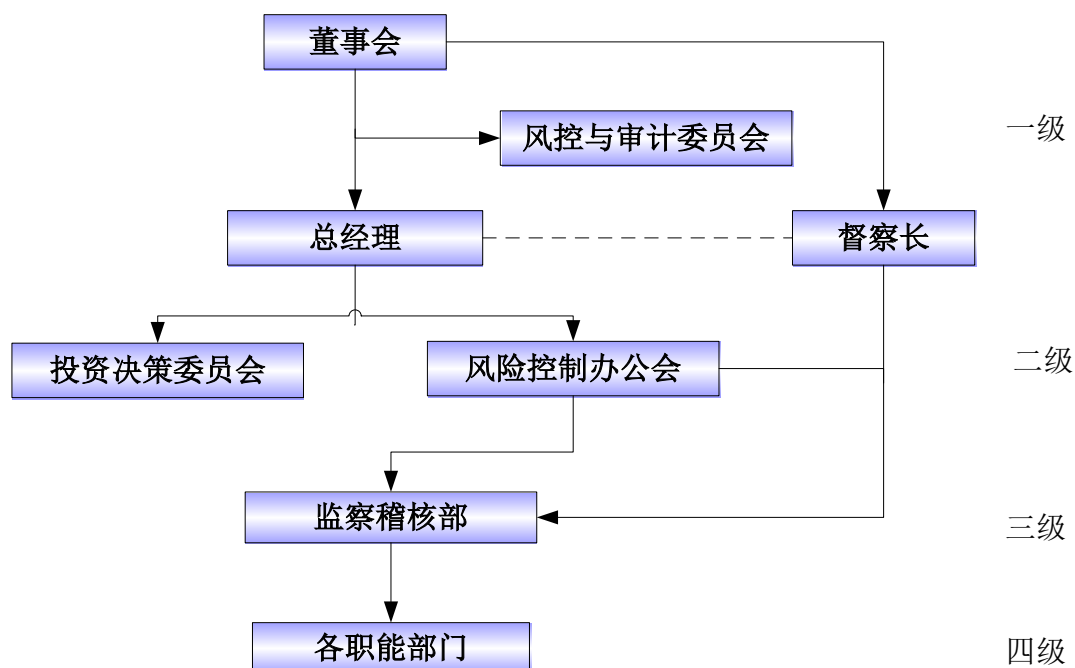 董事会
风控与审计委员会
一级
总经理
督察长
投资决策委员会
风险控制办公会
二级
监察稽核部
三级
各职能部门
四级